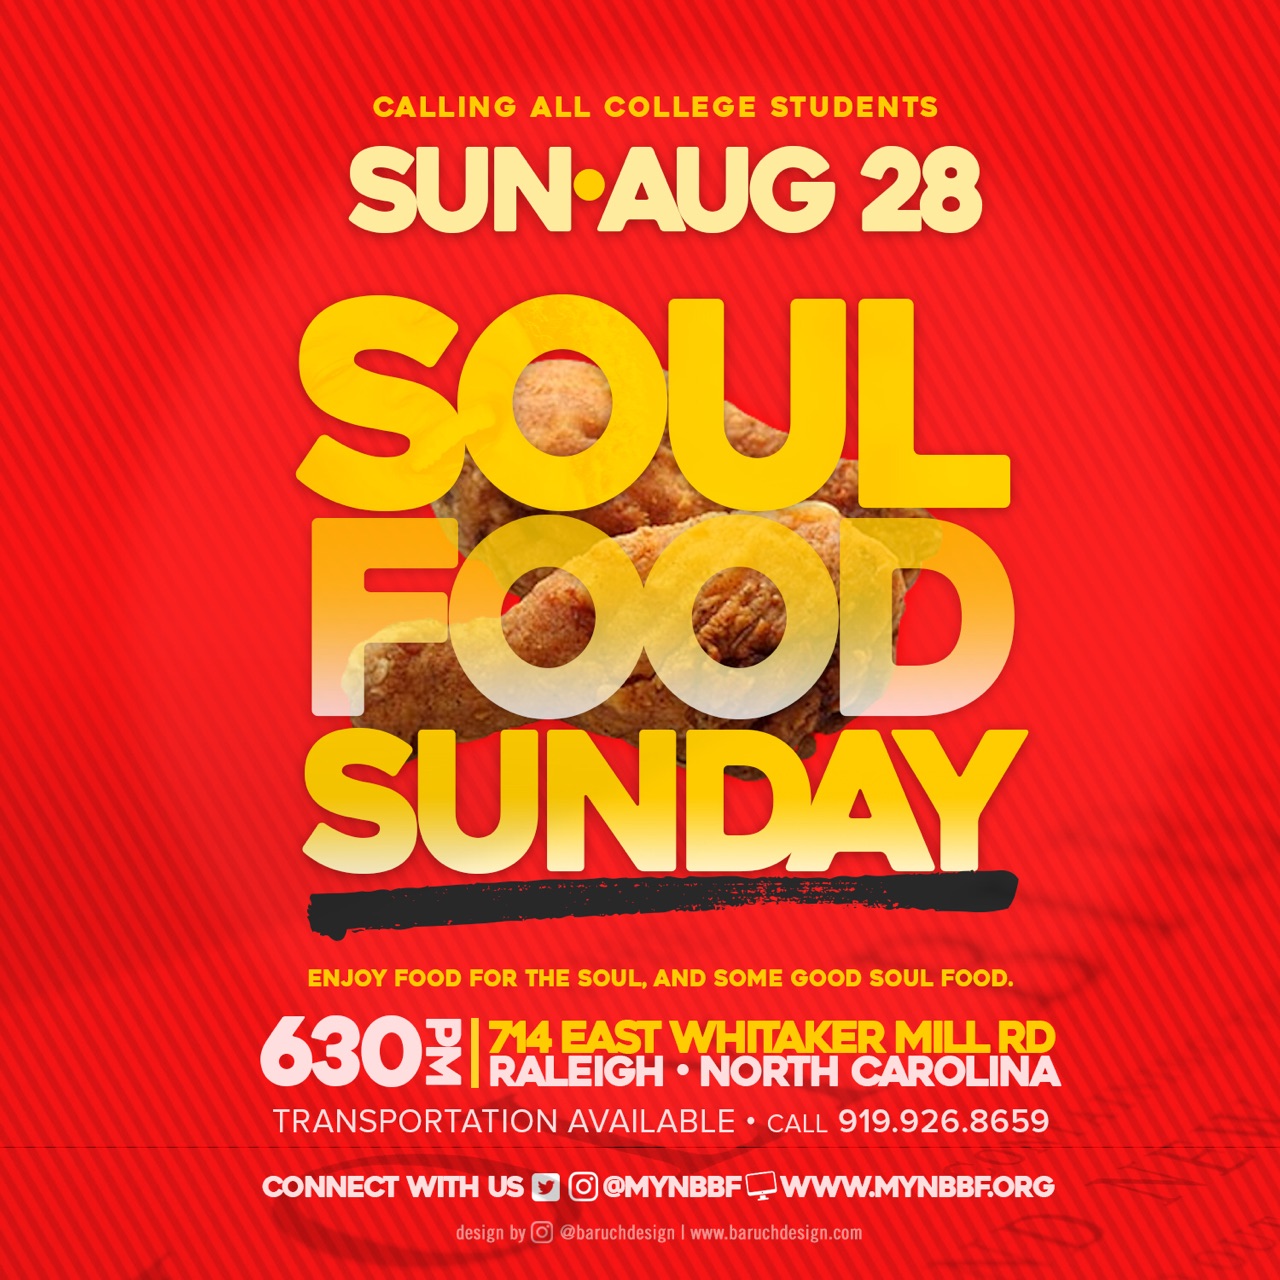 CALLING ALL COLLEGE STUDENTS
SUN•AUG 28
SOUL
FOOD
SUNDAY
ENJOY FOOD FOR THE SOUL, AND SOME GOOD SOUL FOOD.
630 PM | 714 EAST WHITAKER MILL RD
RALEIGH • NORTH CAROLINA
TRANSPORTATION AVAILABLE • CALL 919.926.8659
CONNECT WITH US @MYNBBF WWW.MYNBBF.ORG
design by @baruchdesign | www.baruchdesign.com